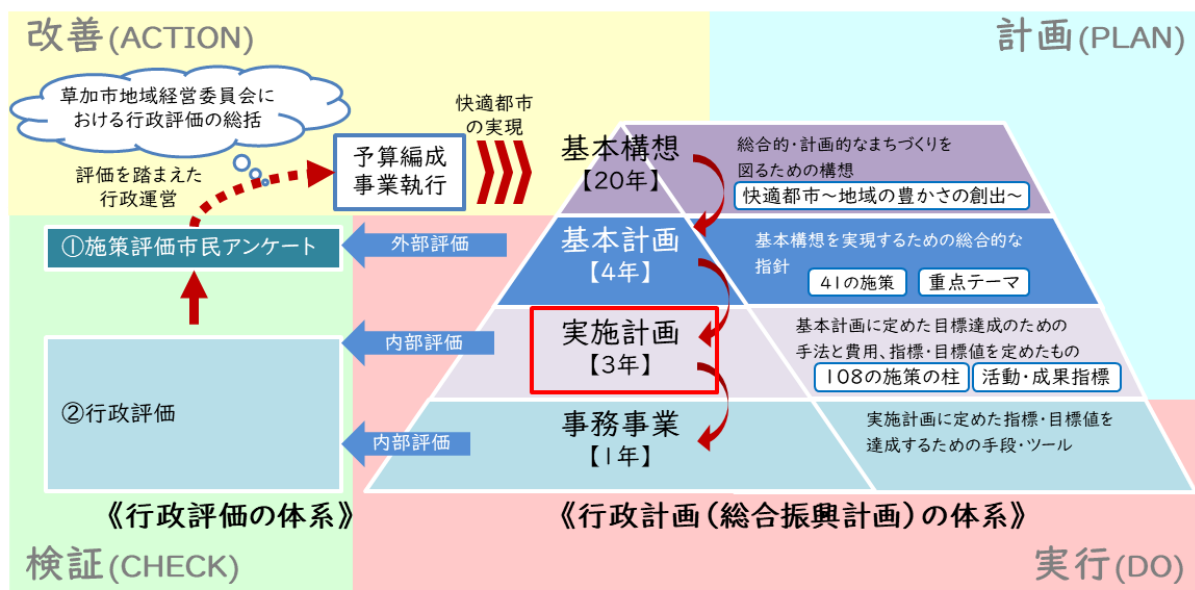 改善(ACTION)
計画(PLAN)
草加市地域経営委員会に
おける行政評価の総括
評価を踏まえた
行政運営
予算編成
事業執行
快適都市
の実現
基本構想
【20年】
総合的・計画的なまちづくりを
図るための構想
快適都市~地域の豊かさの創出~
①施策評価市民アンケート
外部評価
基本計画
【4年】
基本構想を実現するための総合的な
指針
41の施策
重点テーマ
内部評価
実施計画
【3年】
基本計画に定めた目標達成のための
手法と費用、指標・目標値を定めたもの
108の施策の柱
活動・成果指標
②行政評価
内部評価
事務事業
【1年】
実施計画に定めた指標・目標値を
達成するための手段・ツール
《行政評価の体系》
《行政計画(総合振興計画)の体系》
検証(CHECK)
実行(DO)